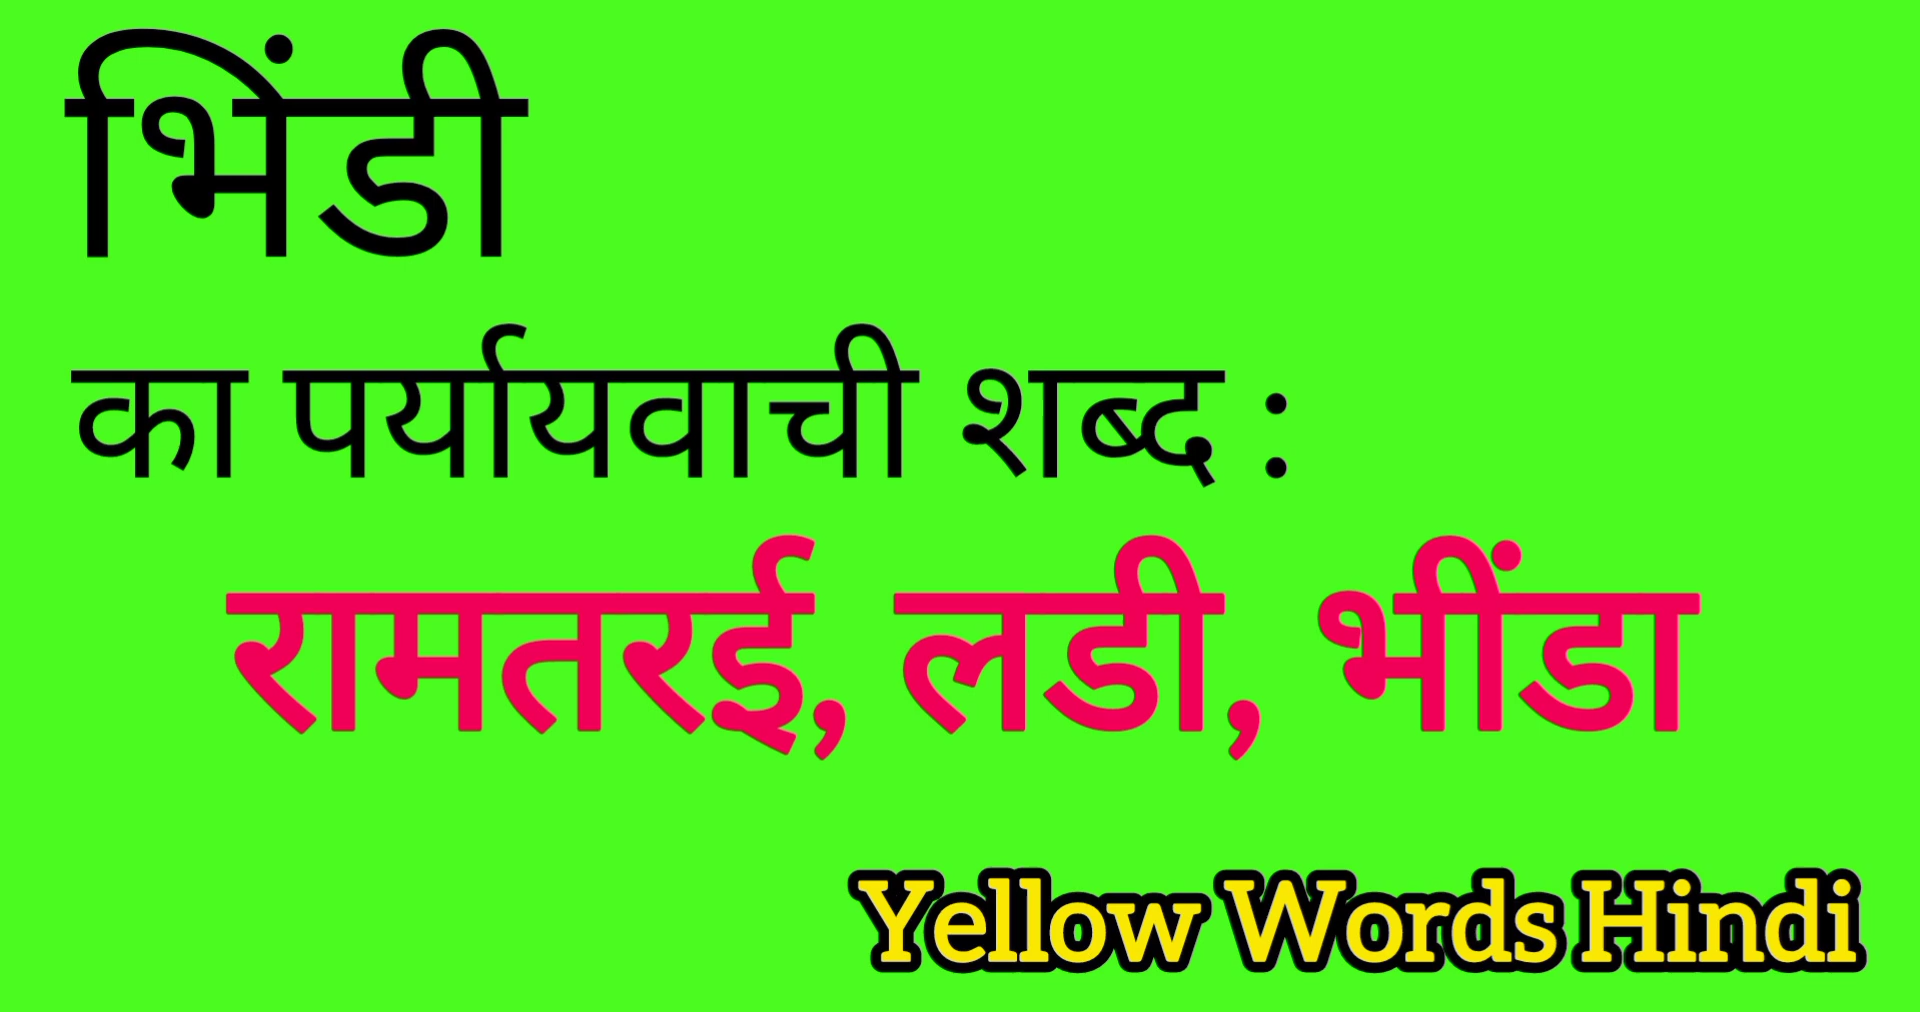 भिंडी
का पर्यायवाची शब्द :
रामतरई, लडी, भींडा
Yellow Words Hindi